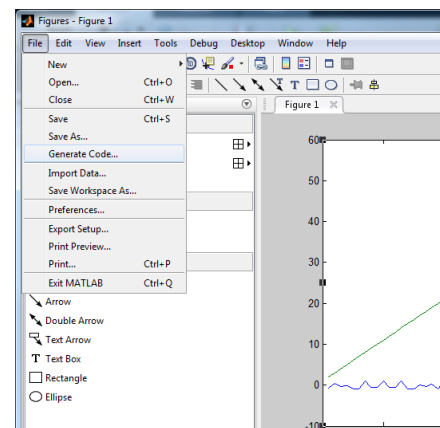 Figures - Figure 1
File Edit View Insert Tools Debug Desktop Window Help
New
Open... Ctrl+O
Close Ctrl+W
Save Ctrl+S
Save As...
Generate Code...
Import Data...
Save Workspace As...
Preferences...
Export Setup...
Print Preview...
Print... Ctrl+P
Exit MATLAB Ctrl+Q
Arrow
Double Arrow
Text Arrow
T Text Box
Rectangle
Ellipse
T
Figure 1
60
50
40
30
20
10
0
-10